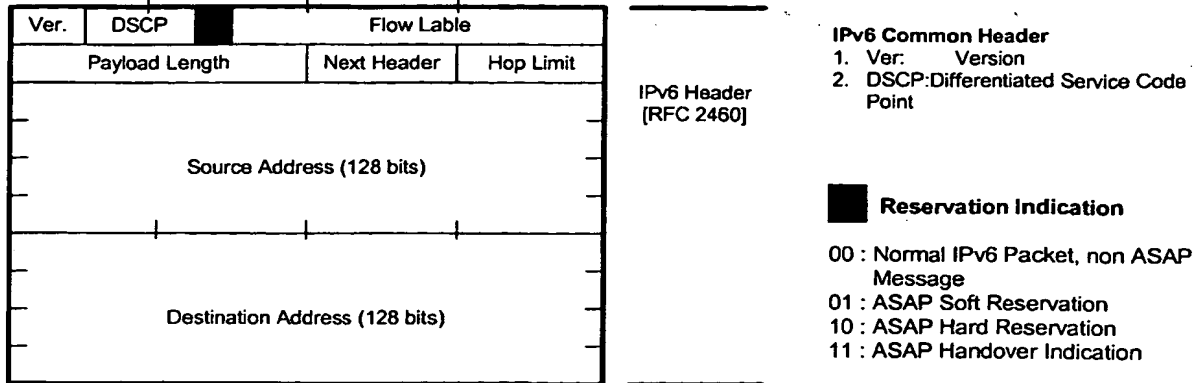 Ver. DSCP Flow Lable
Payload Length Next Header Hop Limit
Source Address (128 bits)
Destination Address (128 bits)
IPv6 Header
[RFC 2460]
IPv6 Common Header
1. Ver: Version
2. DSCP:Differentiated Service Code
Point
Reservation Indication
00 : Normal IPv6 Packet, non ASAP
Message
01 : ASAP Soft Reservation
10 : ASAP Hard Reservation
11 : ASAP Handover Indication